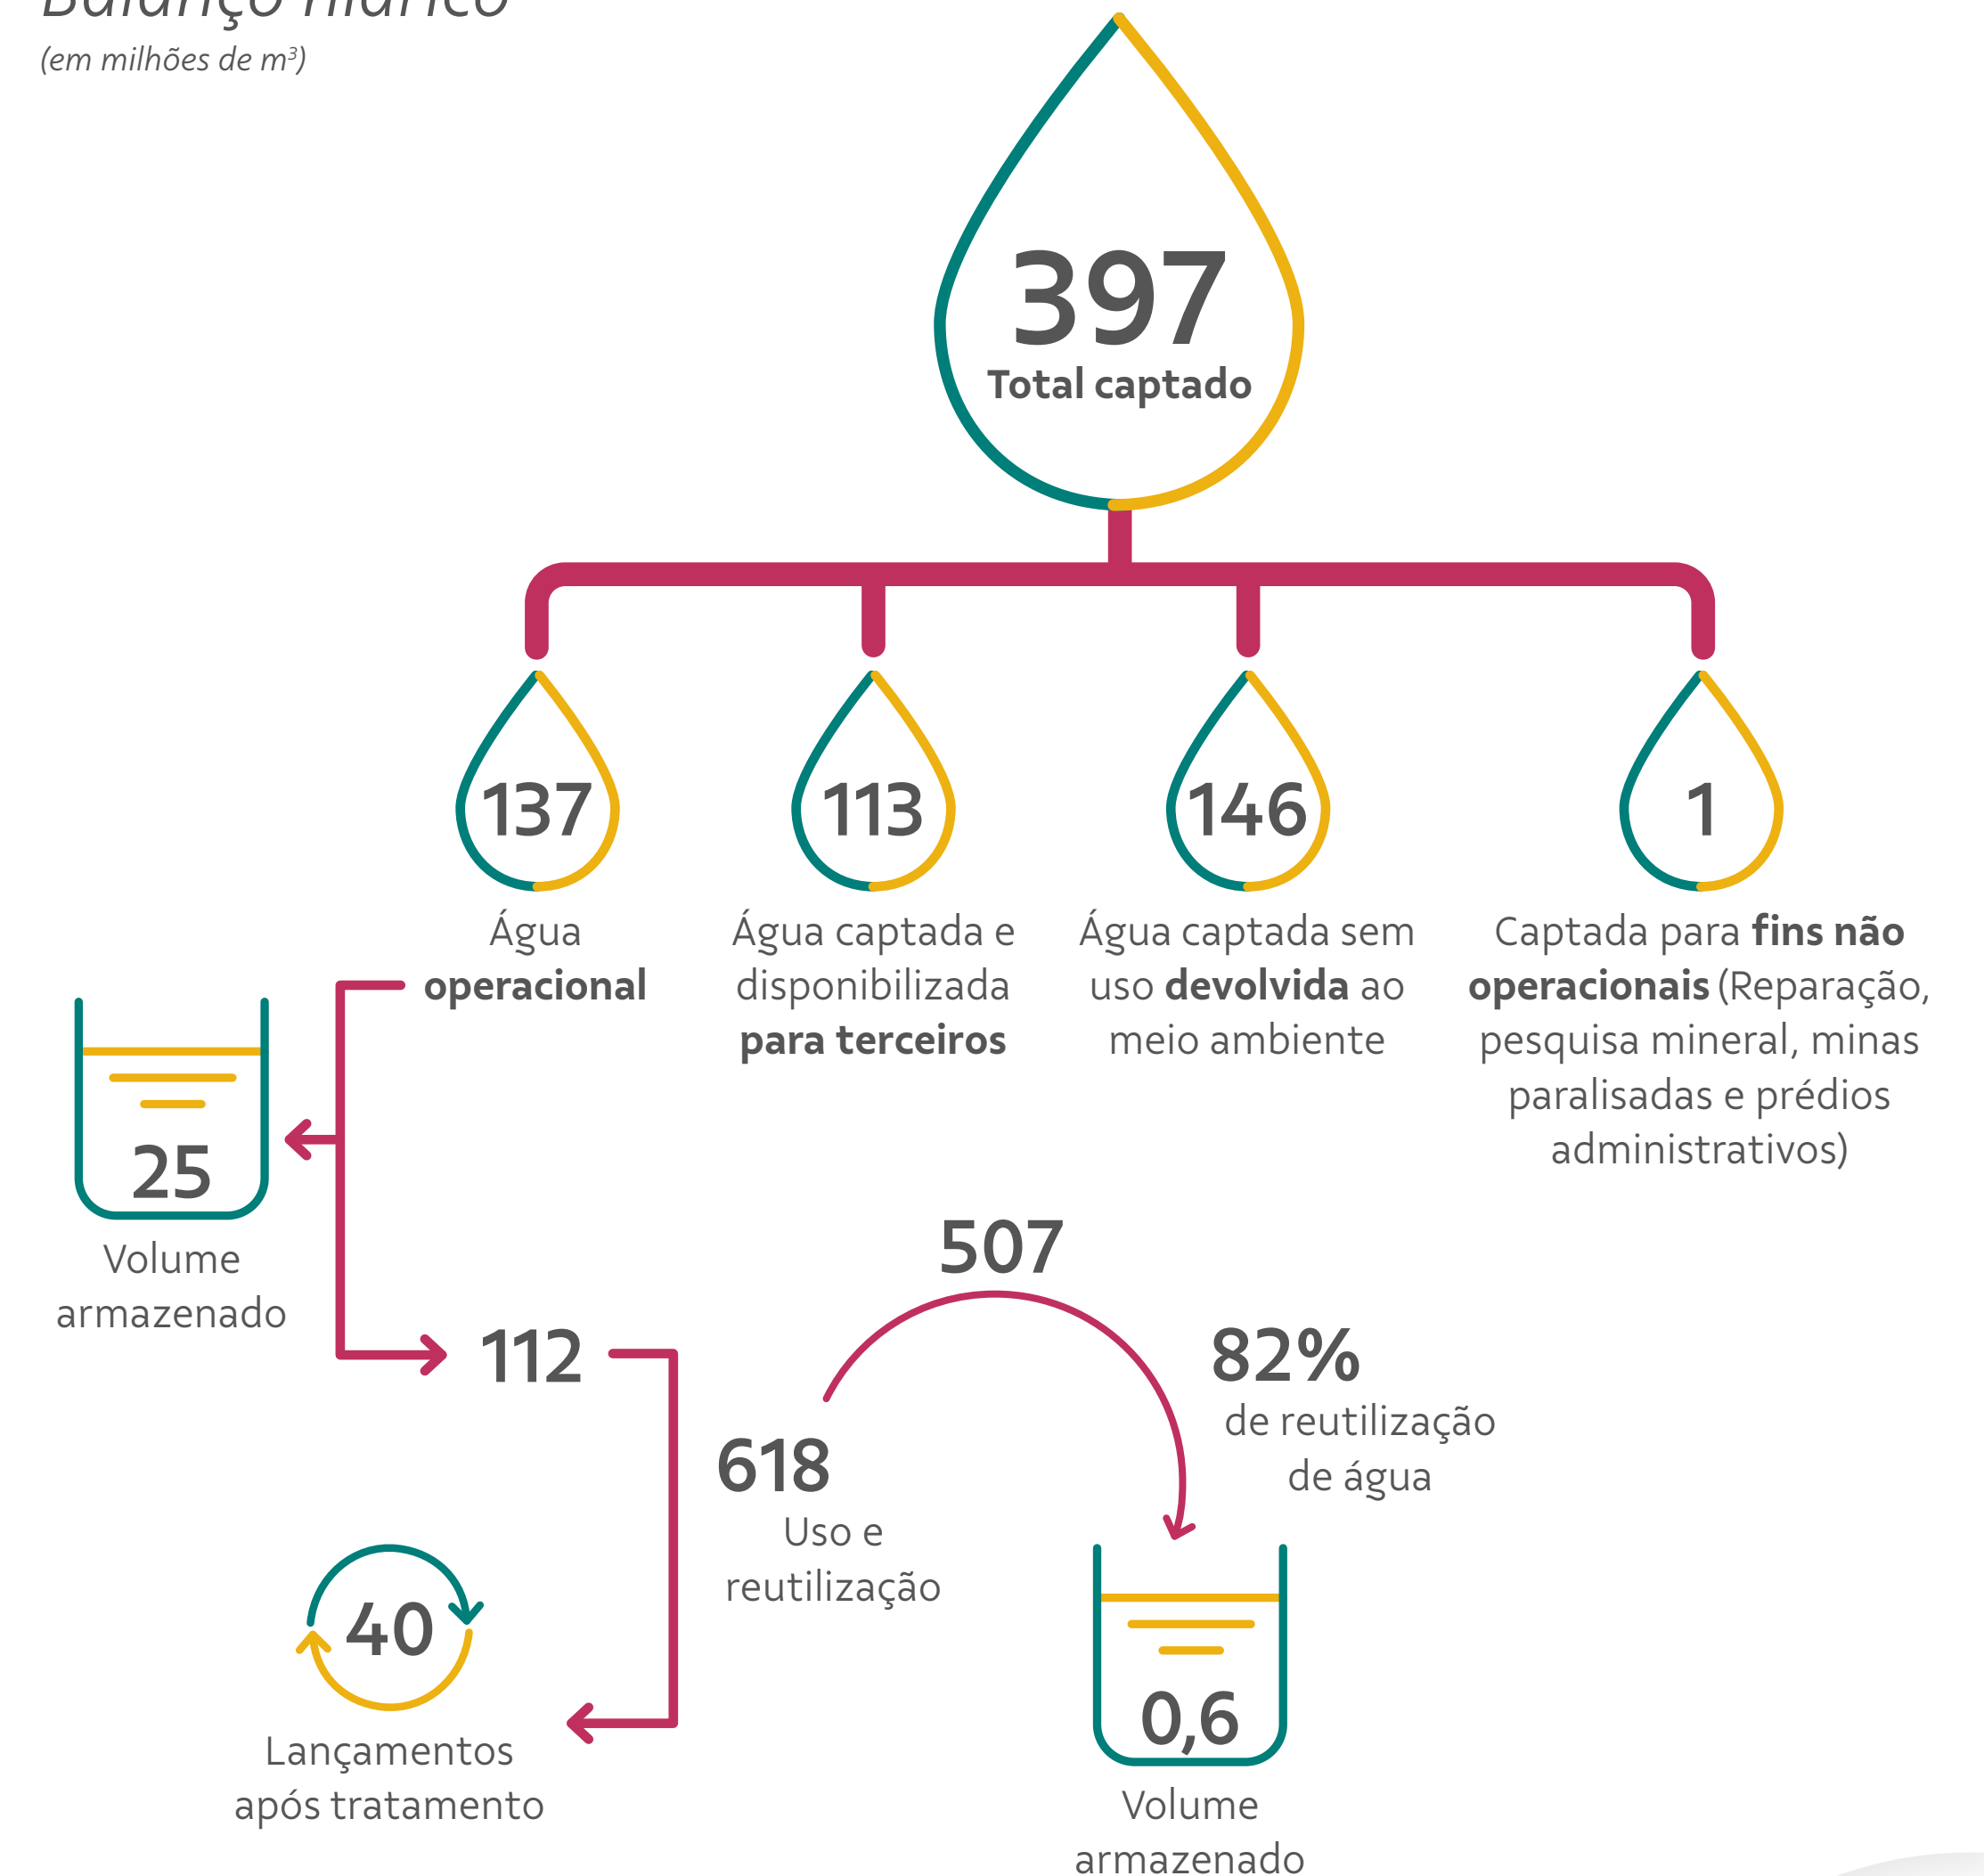 Balanço hídrico
(em milhões de m³)
397
Total captado
137
Água
operacional
113
Água captada e
disponibilizada
para terceiros
146
Água captada sem
uso devolvida ao
meio ambiente
1
Captada para fins não
operacionais (Reparação,
pesquisa mineral, minas
paralisadas e prédios
administrativos)
25
Volume
armazenado
112
507
82%
de reutilização
de água
618
Uso e
reutilização
40
Lançamentos
após tratamento
0,6
Volume
armazenado